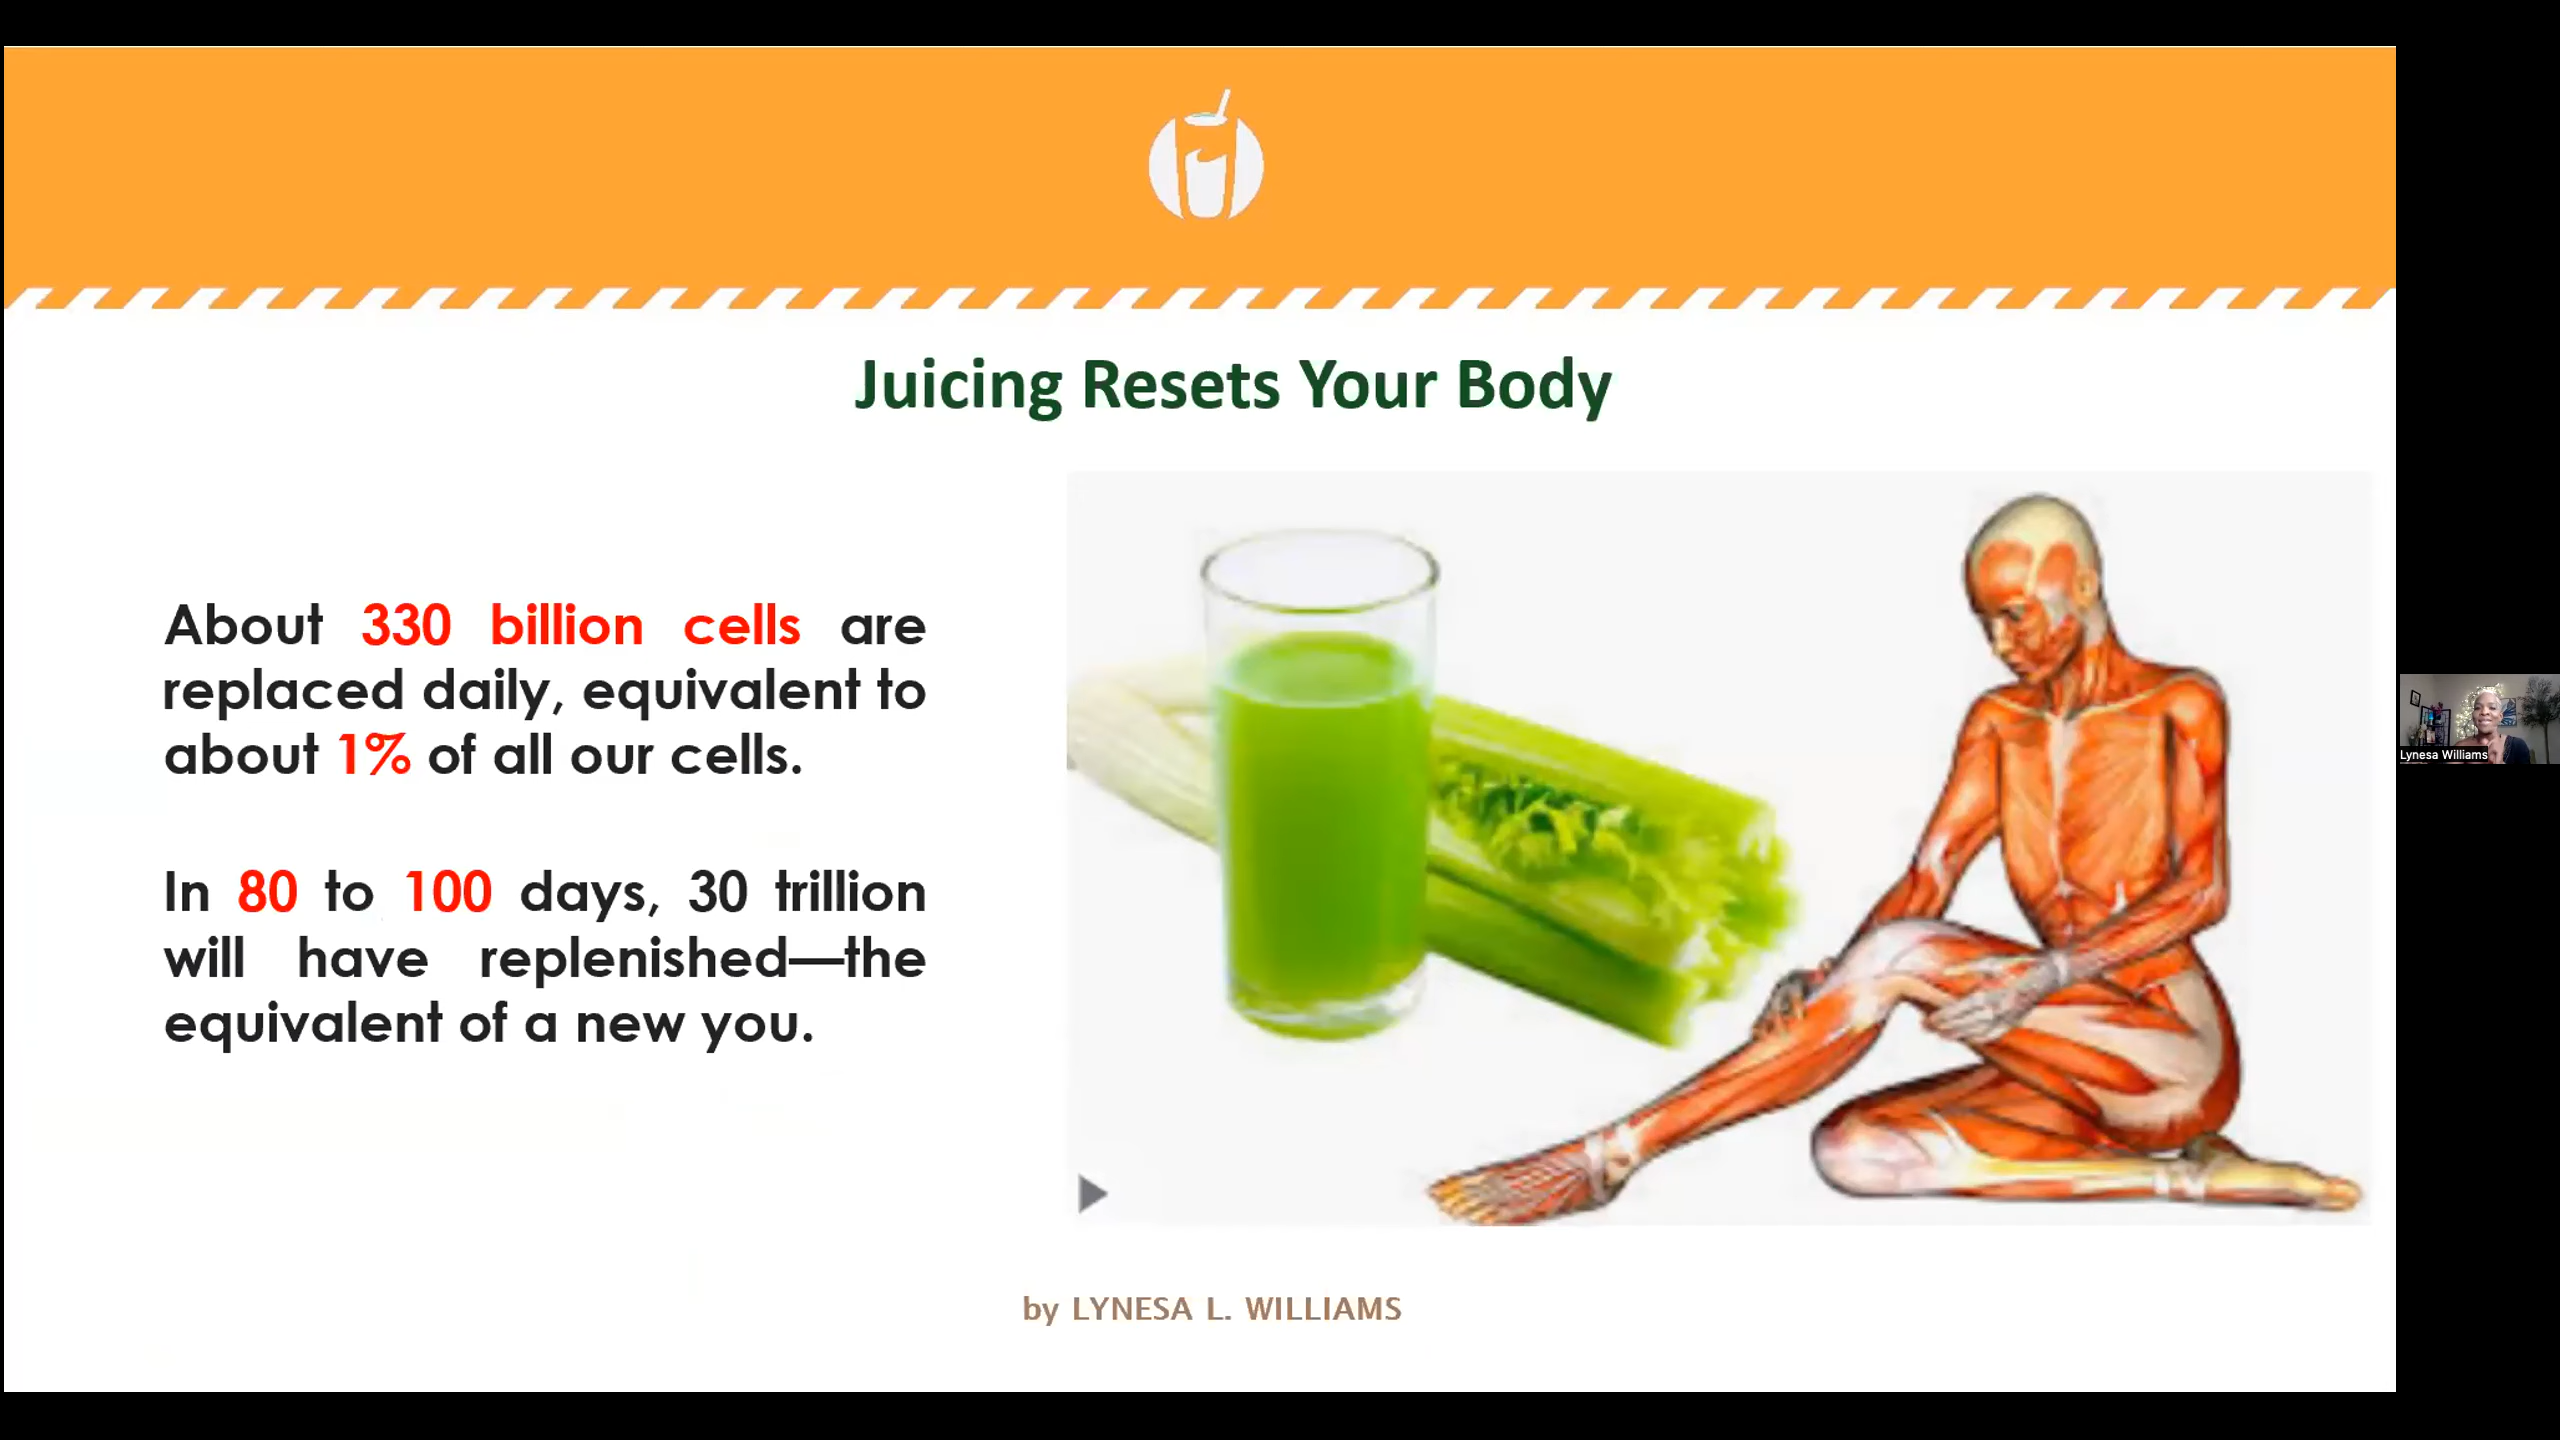 Juicing Resets Your Body
About 330 billion cells are
replaced daily, equivalent to
about 1% of all our cells.
In 80 to 100 days, 30 trillion
will have replenished—the
equivalent of a new you.
by LYNESA L. WILLIAMS
Lynesa Williams